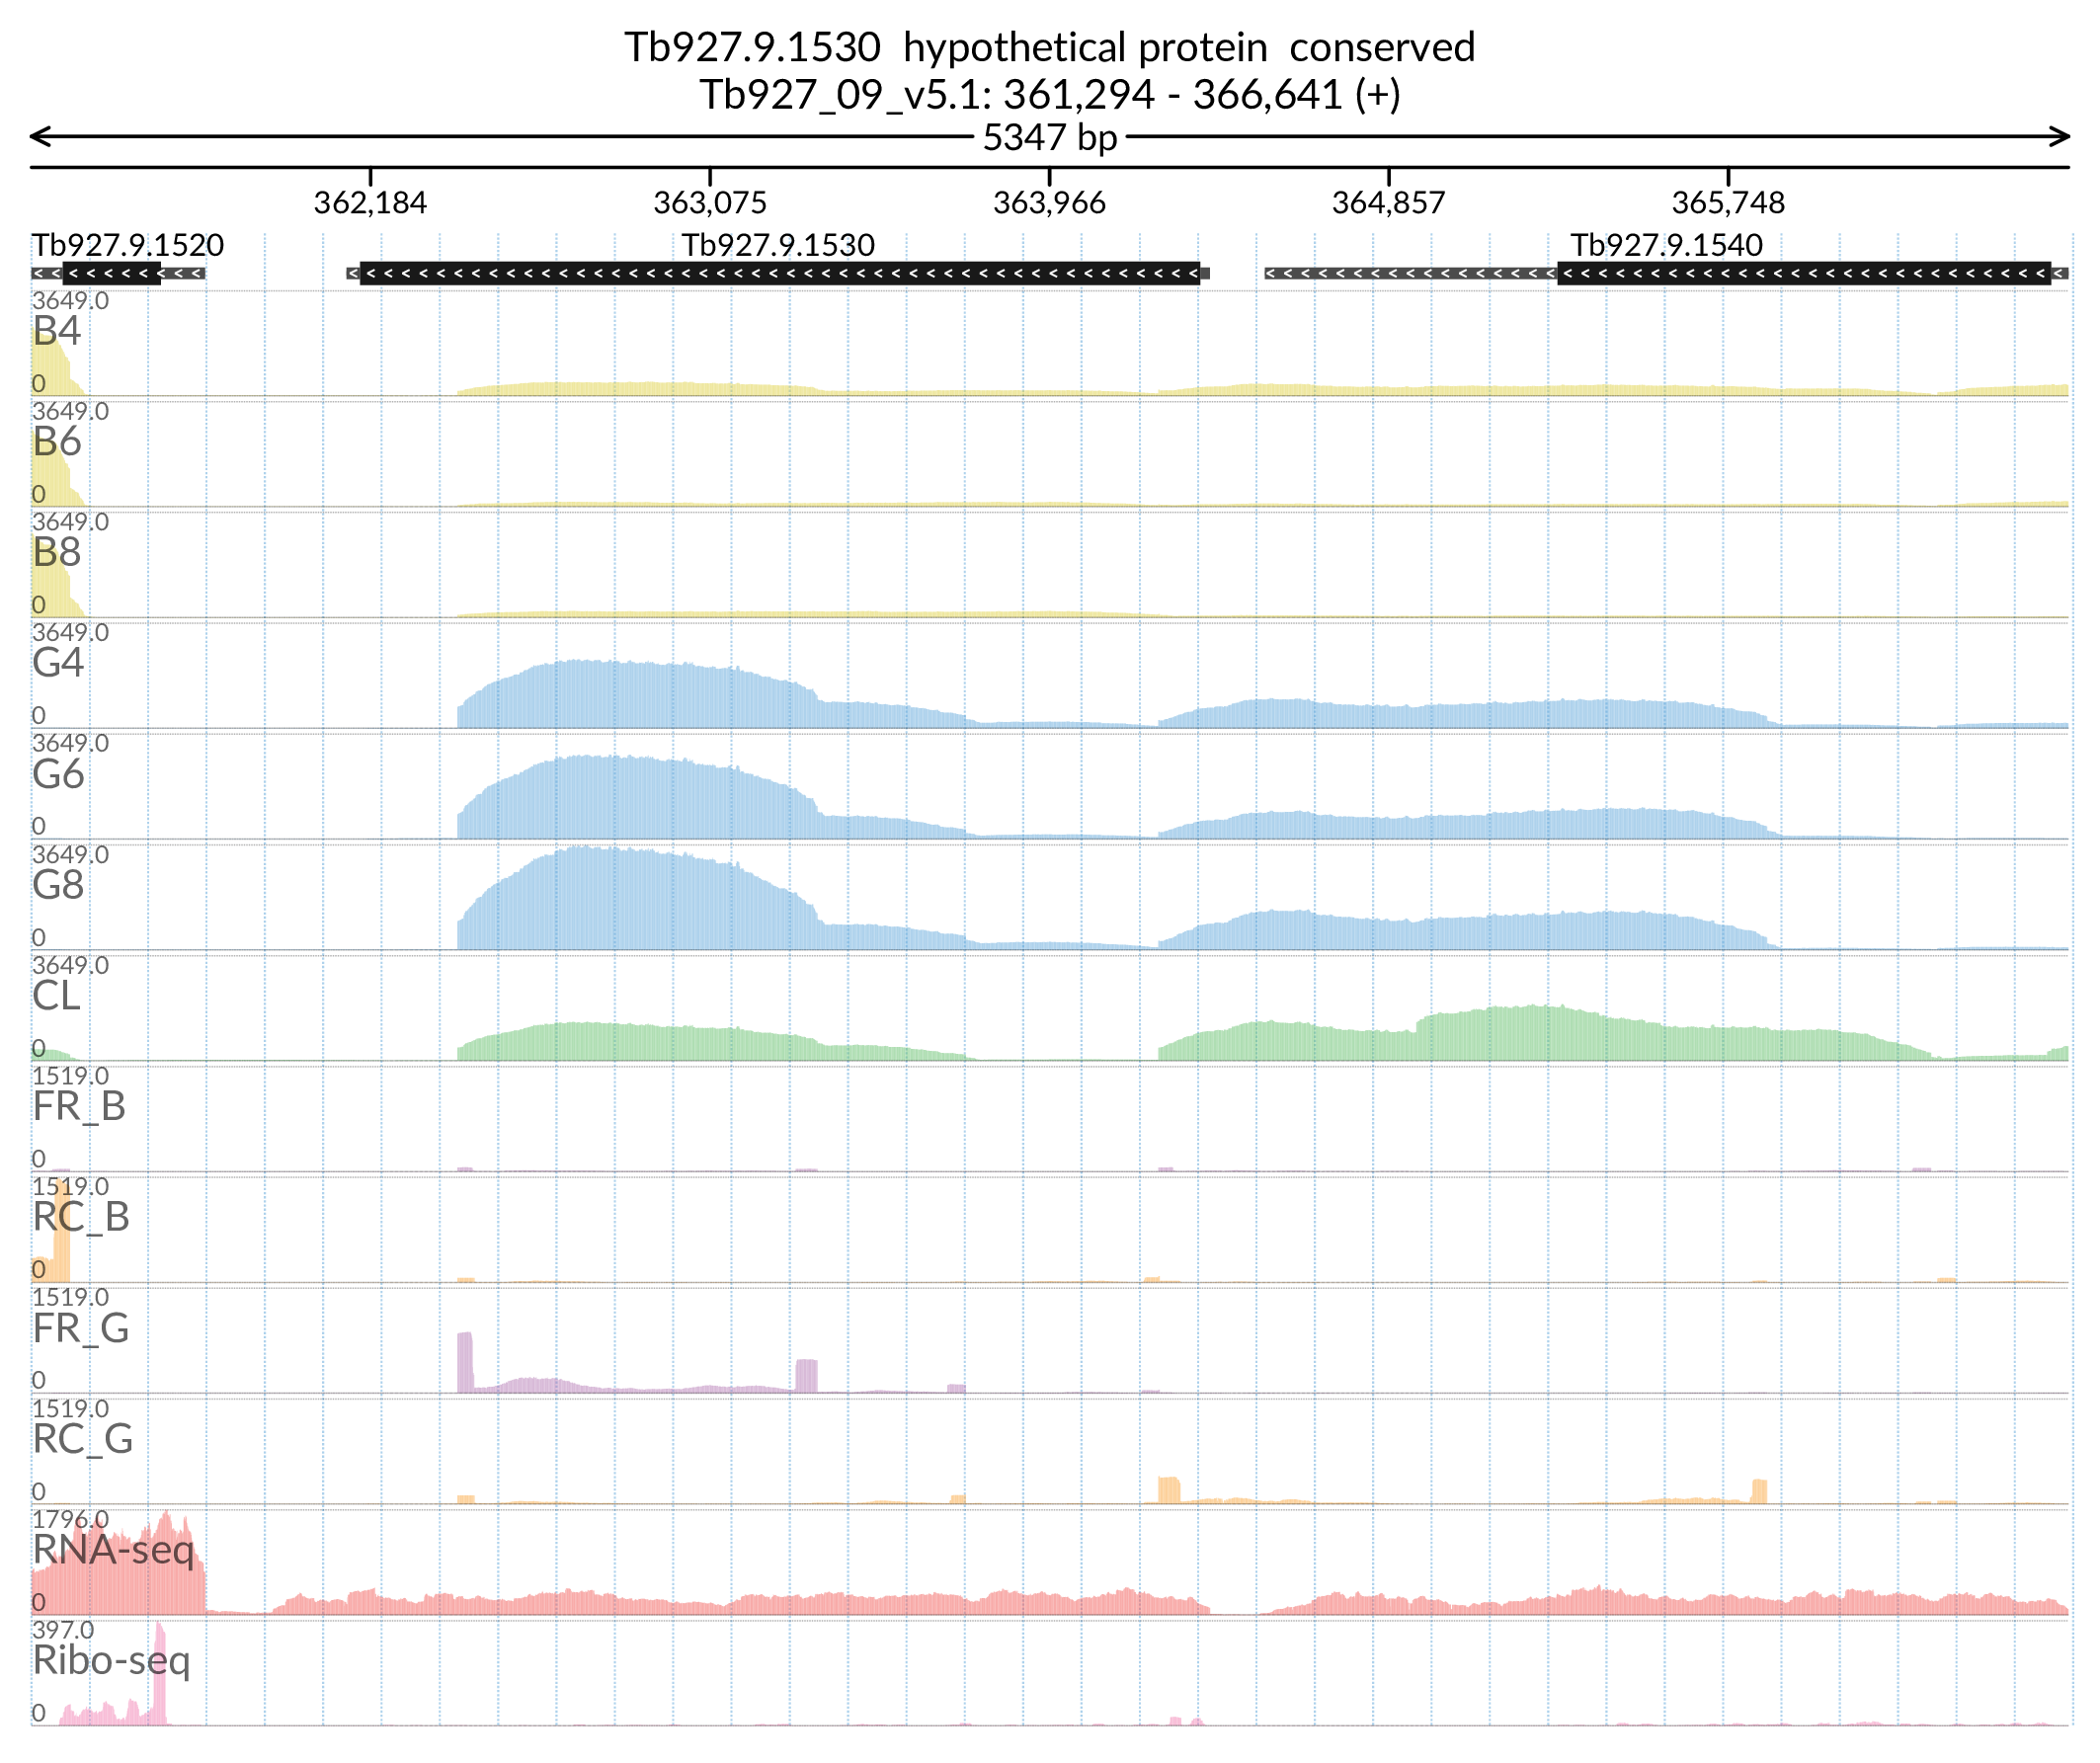 Tb927.9.1530  hypothetical protein  conserved
Tb927_09_v5.1: 361,294 - 366,641 (+)
5347 bp
362,184 363,075 363,966 364,857 365,748
Tb927.9.1520 Tb927.9.1530 Tb927.9.1540
3649.0
B4
0
3649.0
B6
0
3649.0
B8
0
3649.0
G4
0
3649.0
G6
0
3649.0
G8
0
3649.0
CL
0
1519.0
FR_B
0
1519.0
RC_B
0
1519.0
FR_G
0
1519.0
RC_G
0
1796.0
RNA-seq
0
397.0
Ribo-seq
0